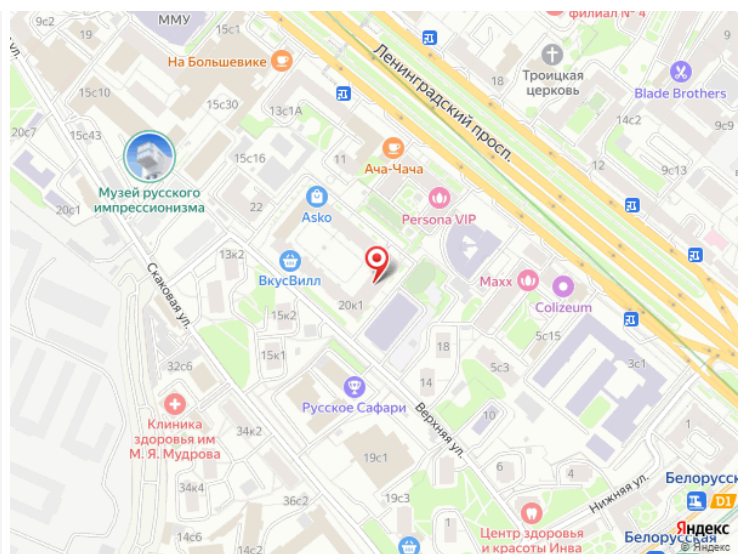 9с2
ММУ
15с1
филиал № 4
На Большевике
Ленинградский просп.
18
Троицкая
церковь
Blade Brothers
15с10
15с30
13с1А
14с2
9с9
20с7
15с43
15с16
11
Ача-Чача
12
9с13
Музей русского
импрессионизма
20с1
22
Asko
Persona VIP
13к2
ВкусВилл
Скаковая ул.
20к1
Maxx
Colizeum
15к2
5с15
32с6
15к1
18
3с1
14
Русское Сафари
Верхняя ул.
10
Клиника
здоровья им
М. Я. Мудрова
34к2
1
19с1
6
4
Нижняя ул.
Белорусск
34к4
36с2
19с3
D1
1
Центр здоровья
и красоты Инва
Белорусская
Яндекс
© Яндекс